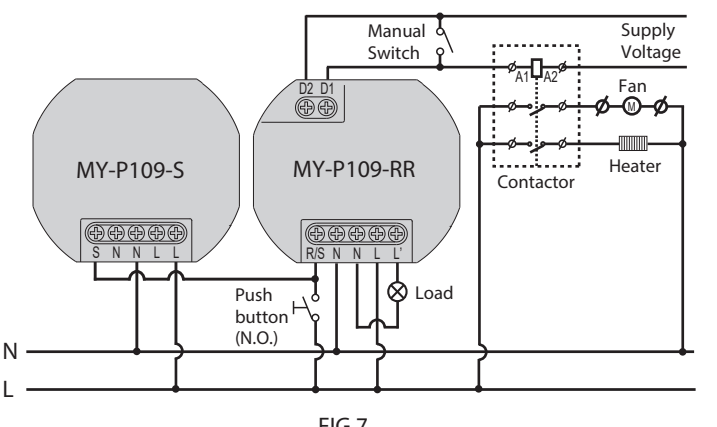 Manual
Switch
Supply
Voltage
D2 D1
A1 A2
Fan
M
MY-P109-S
MY-P109-RR
Contactor
Heater
S N N L L
R/S N N L L'
Push
button
(N.O.)
Load
N
L
FIG 7